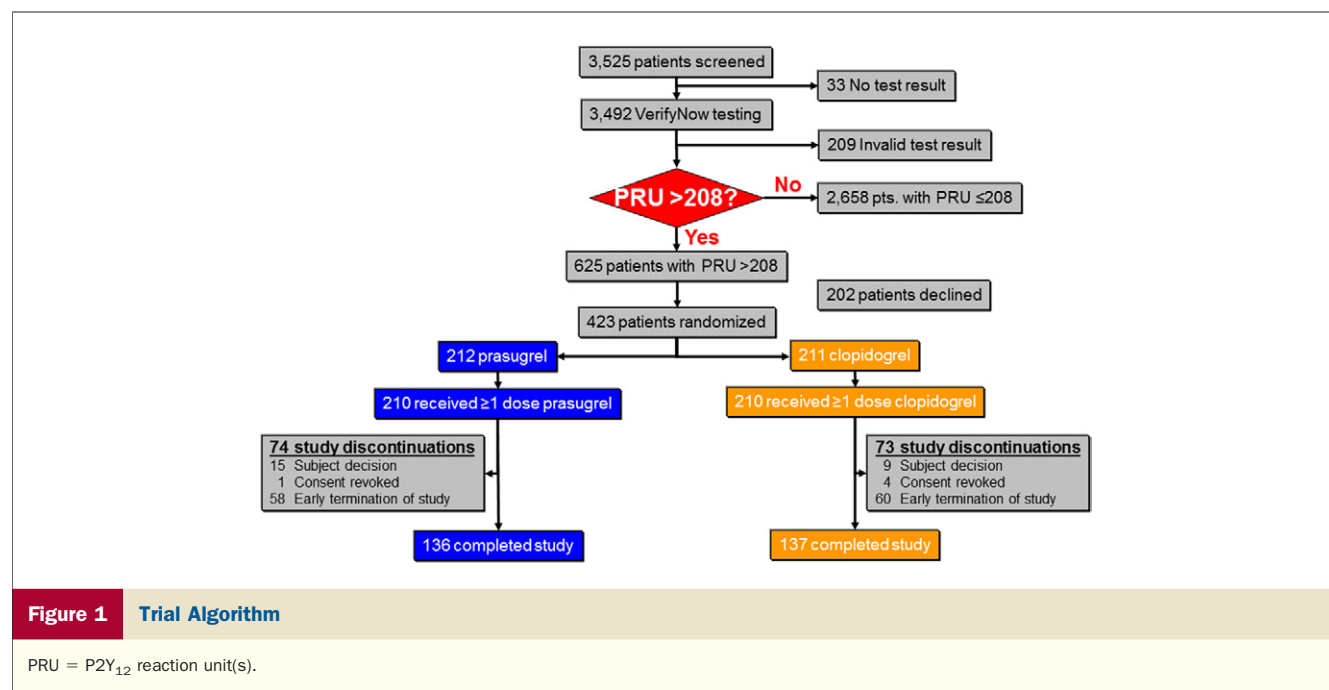 3,525 patients screened
33 No test result
3,492 VerifyNow testing
209 Invalid test result
PRU >208?
No
2,658 pts. with PRU ≤208
Yes
625 patients with PRU >208
202 patients declined
423 patients randomized
212 prasugrel
211 clopidogrel
210 received ≥1 dose prasugrel
210 received ≥1 dose clopidogrel
74 study discontinuations
15 Subject decision
1 Consent revoked
58 Early termination of study
73 study discontinuations
9 Subject decision
4 Consent revoked
60 Early termination of study
136 completed study
137 completed study
Figure 1 Trial Algorithm
PRU = P2Y₁₂ reaction unit(s).